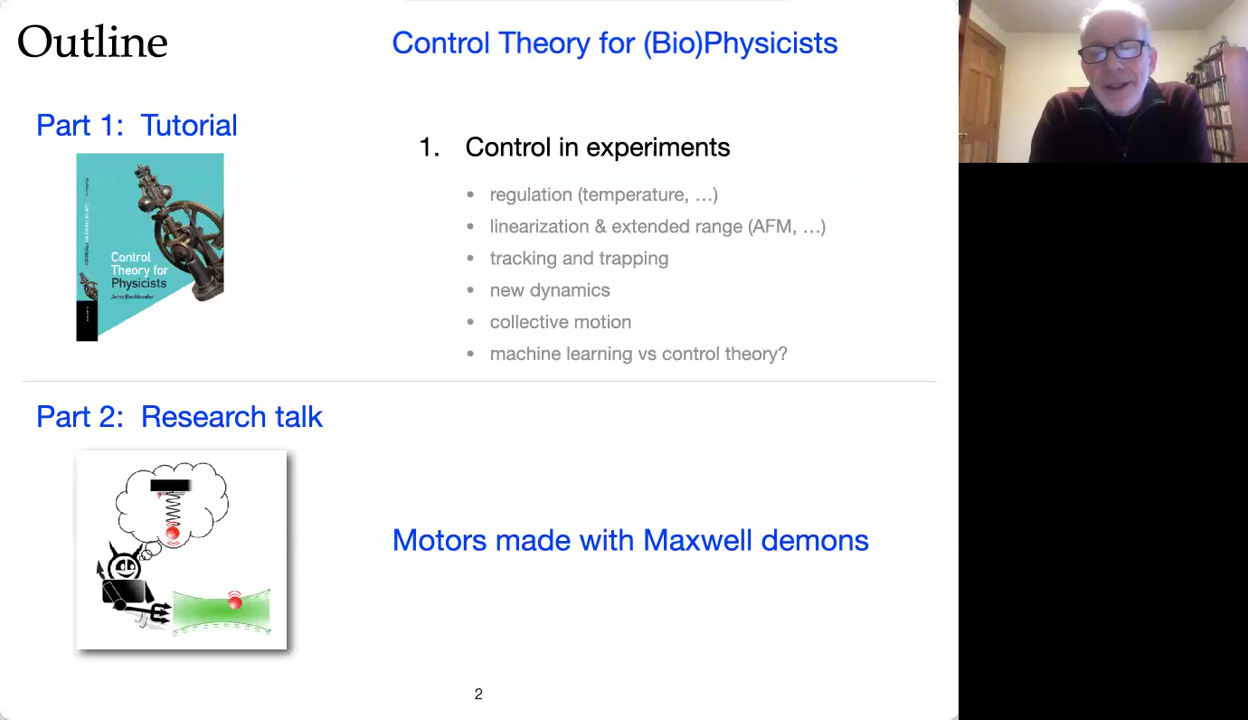 Outline
Control Theory for (Bio)Physicists
Part 1: Tutorial
Control
Theory for
Physicists
John Bechhoefer
1. Control in experiments
• regulation (temperature, …)
• linearization & extended range (AFM, …)
• tracking and trapping
• new dynamics
• collective motion
• machine learning vs control theory?
Part 2: Research talk
Motors made with Maxwell demons
2